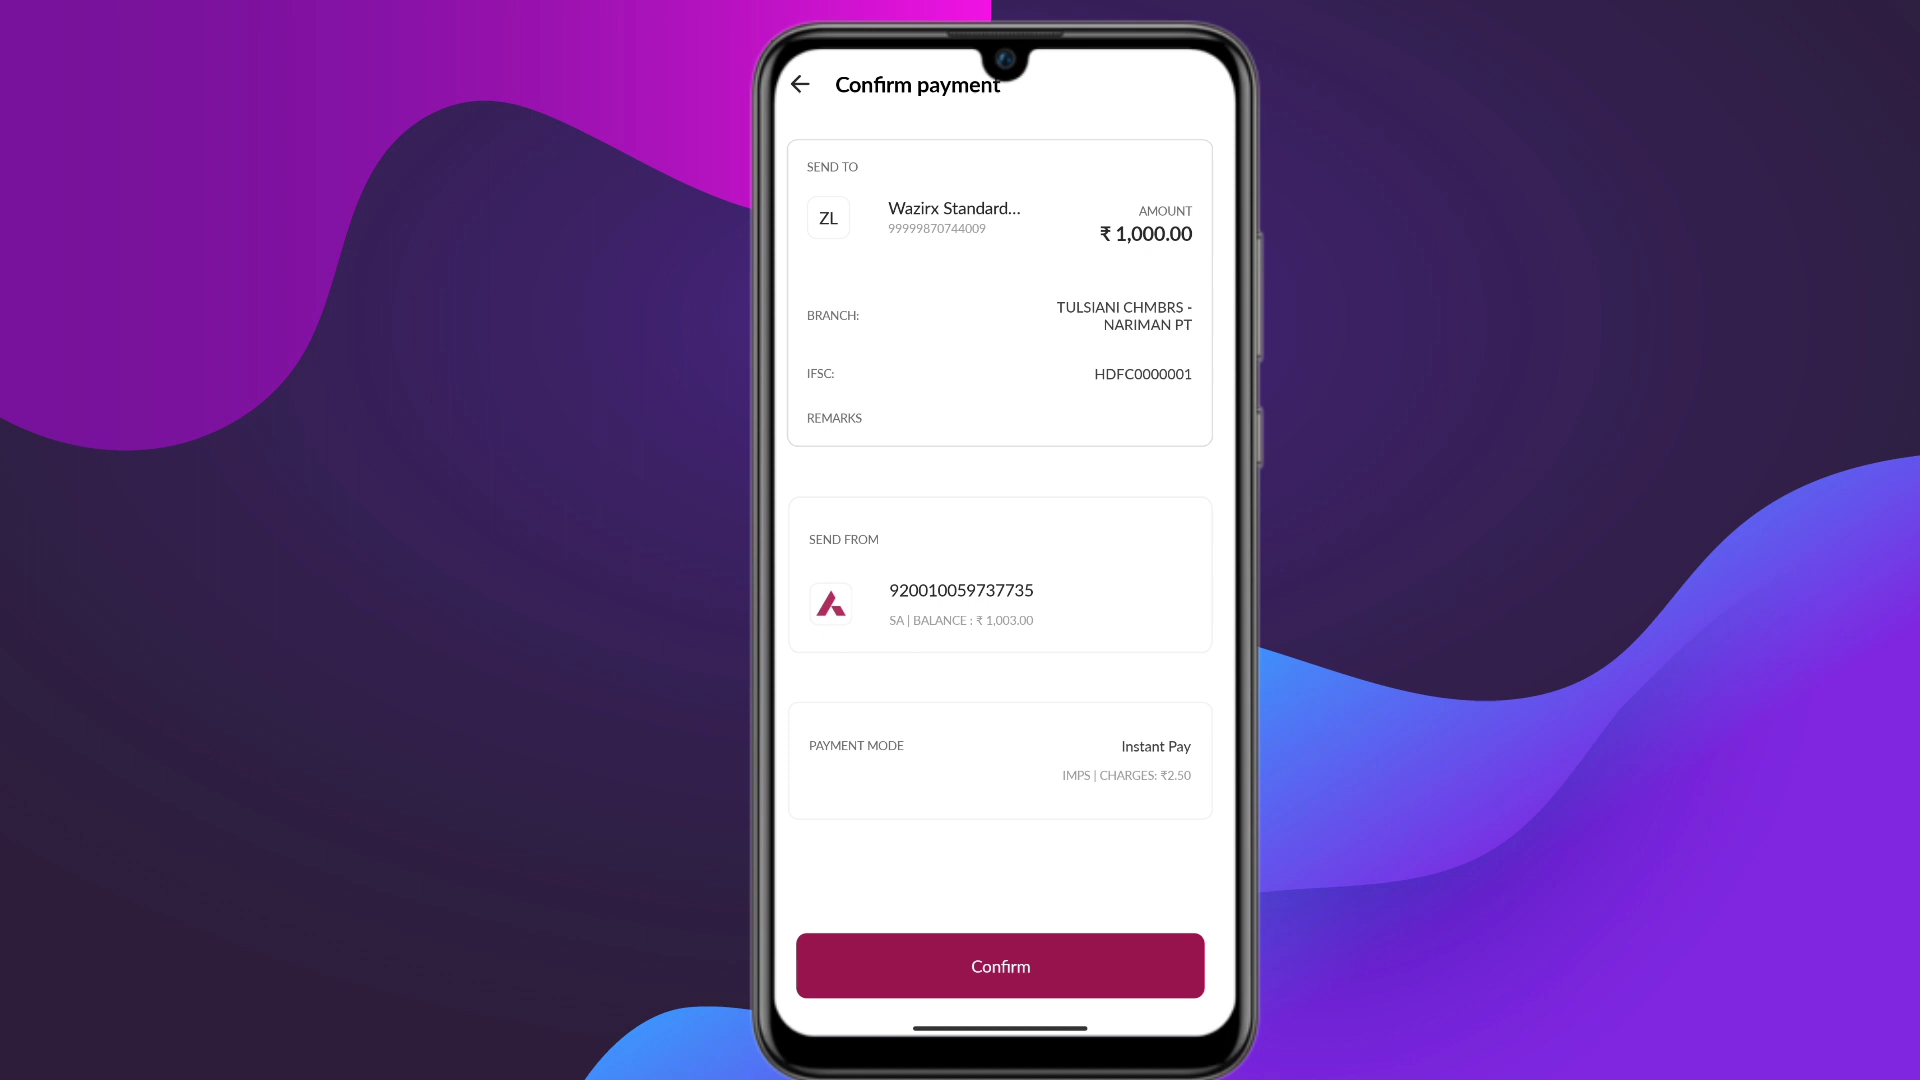 Confirm payment
SEND TO
ZL
Wazirx Standard...
99999870744009
AMOUNT
₹ 1,000.00
BRANCH:
TULSIANI CHMBRS -
NARIMAN PT
IFSC:
HDFC0000001
REMARKS
SEND FROM
920010059737735
SA | BALANCE : ₹ 1,003.00
PAYMENT MODE
Instant Pay
IMPS | CHARGES: ₹2.50
Confirm